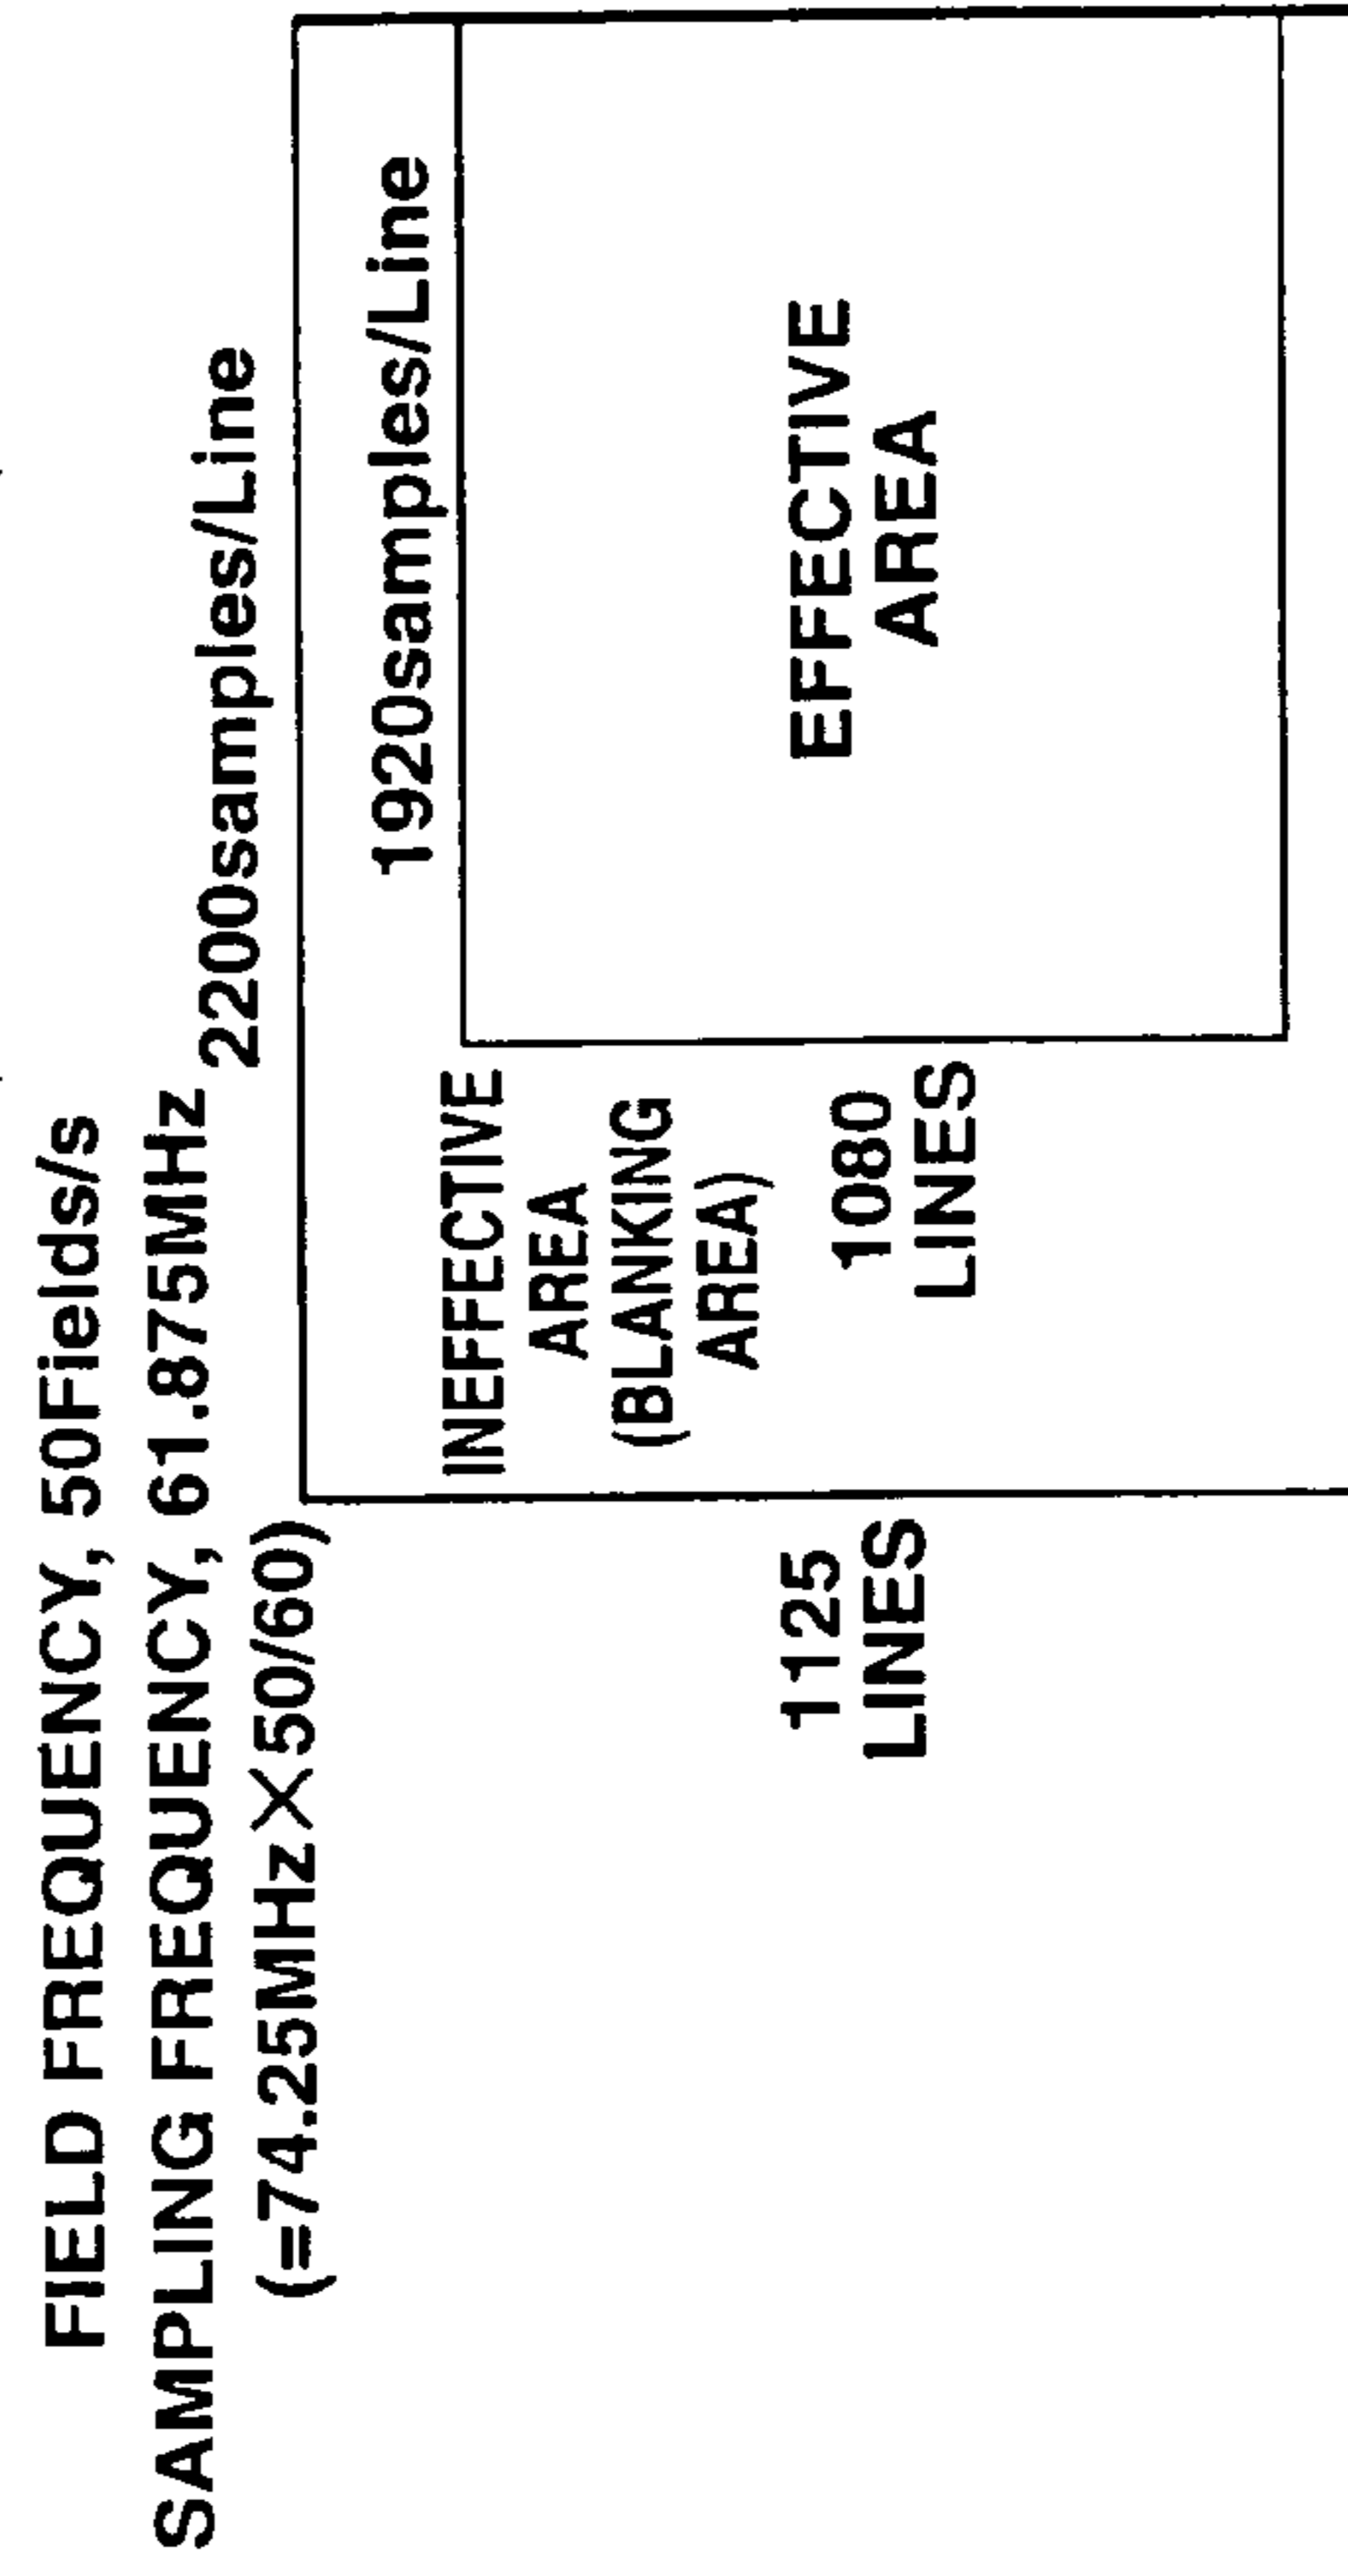 FIELD FREQUENCY, 50Fields/s
SAMPLING FREQUENCY, 61.875MHz
(=74.25MHz×50/60)
2200samples/Line
1920samples/Line
INEFFECTIVE
AREA
(BLANKING
AREA)
EFFECTIVE
AREA
1080
LINES
1125
LINES